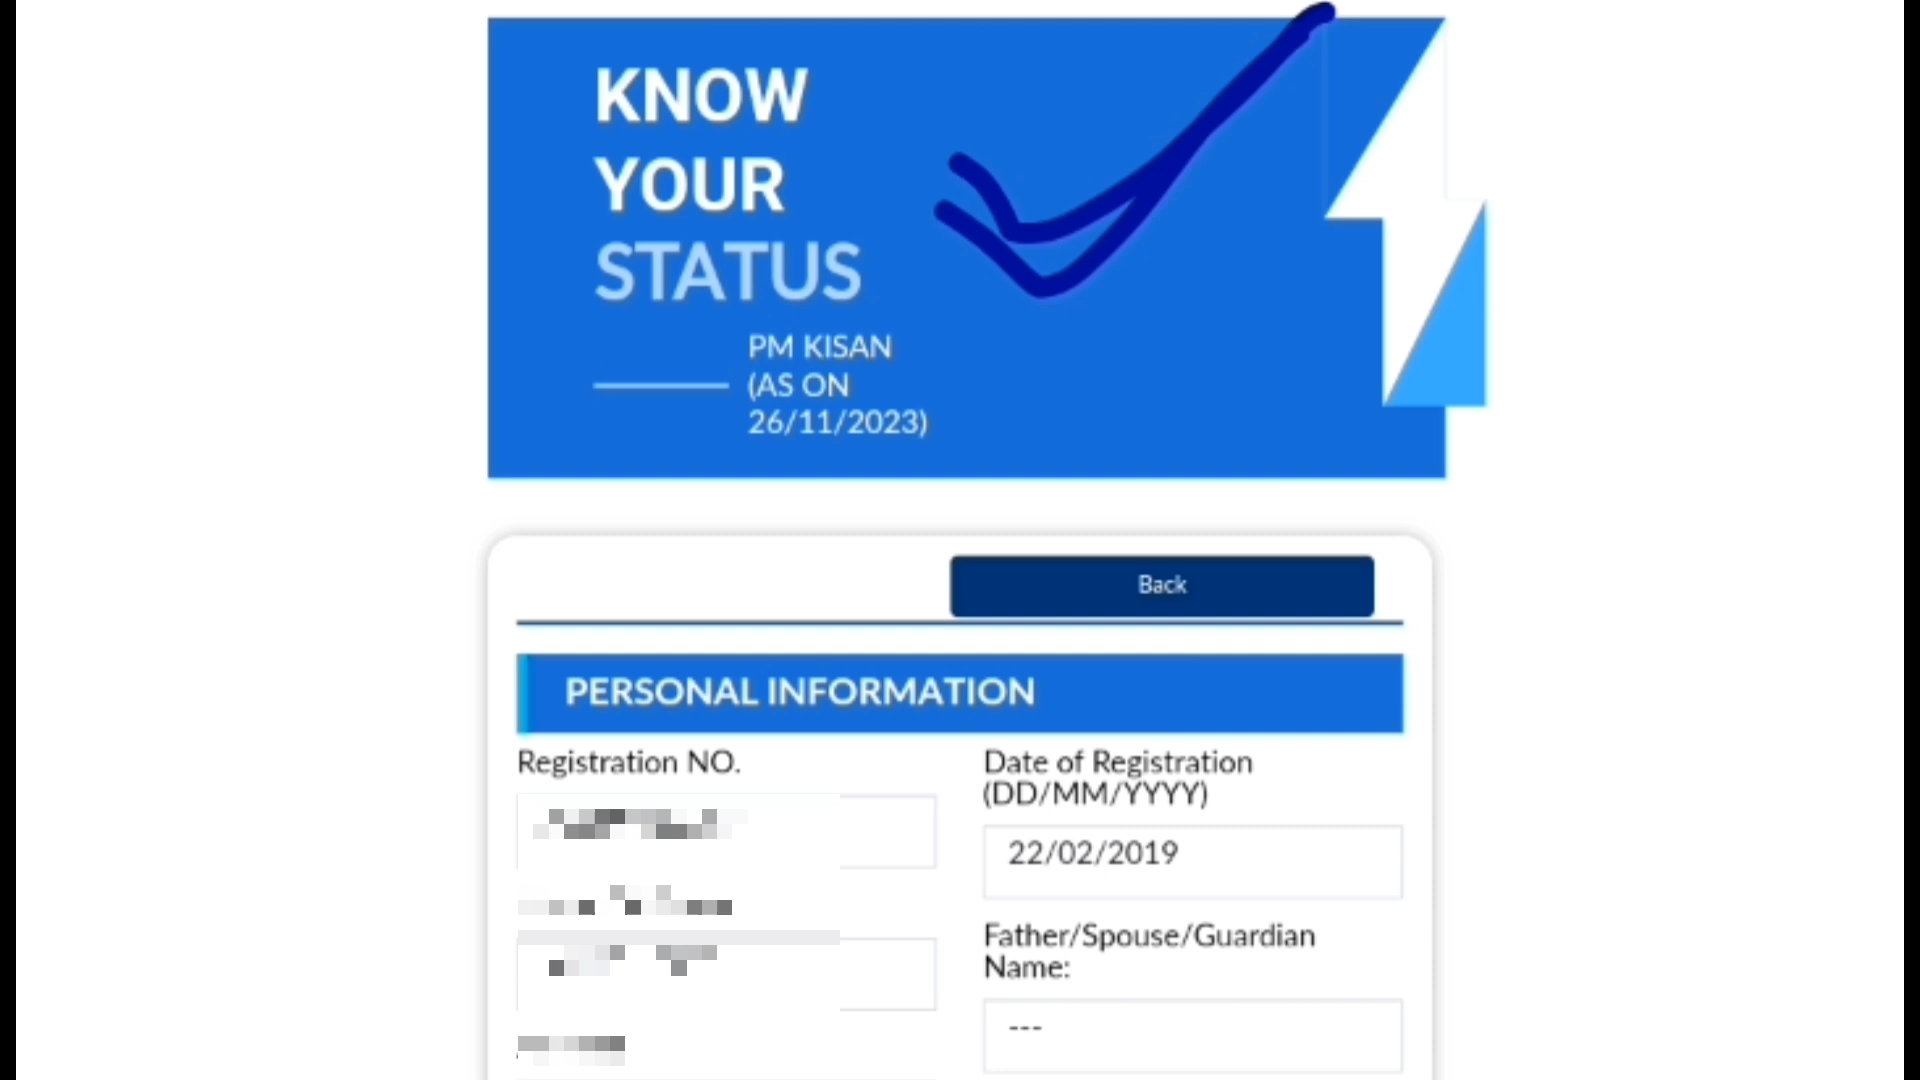 KNOW
YOUR
STATUS
PM KISAN
(AS ON
26/11/2023)
Back
PERSONAL INFORMATION
Registration NO.
Date of Registration
(DD/MM/YYYY)
22/02/2019
Father/Spouse/Guardian
Name:
---